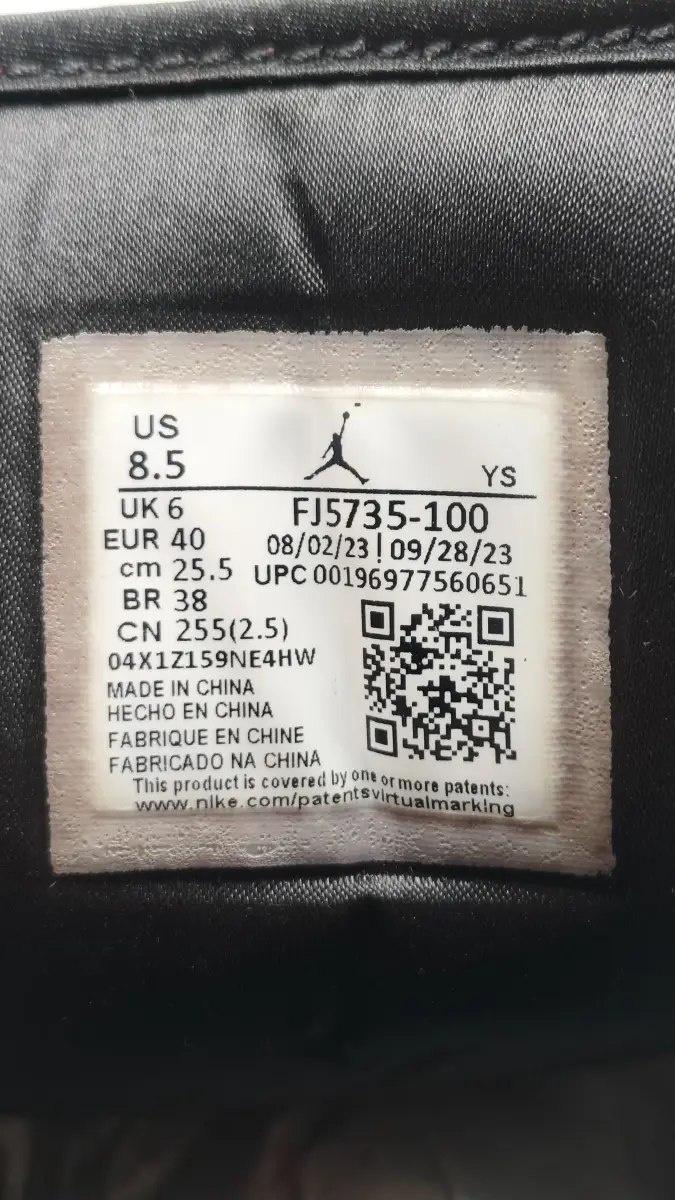 US
8.5
YS
UK 6
FJ5735-100
EUR 40
08/02/23 | 09/28/23
cm 25.5
UPC 00196977560651
BR 38
CN 255(2.5)
04X1Z159NE4HW
MADE IN CHINA
HECHO EN CHINA
FABRIQUE EN CHINE
FABRICADO NA CHINA
This product is covered by one or more patents:
www.nike.com/patentsvirtualmarking